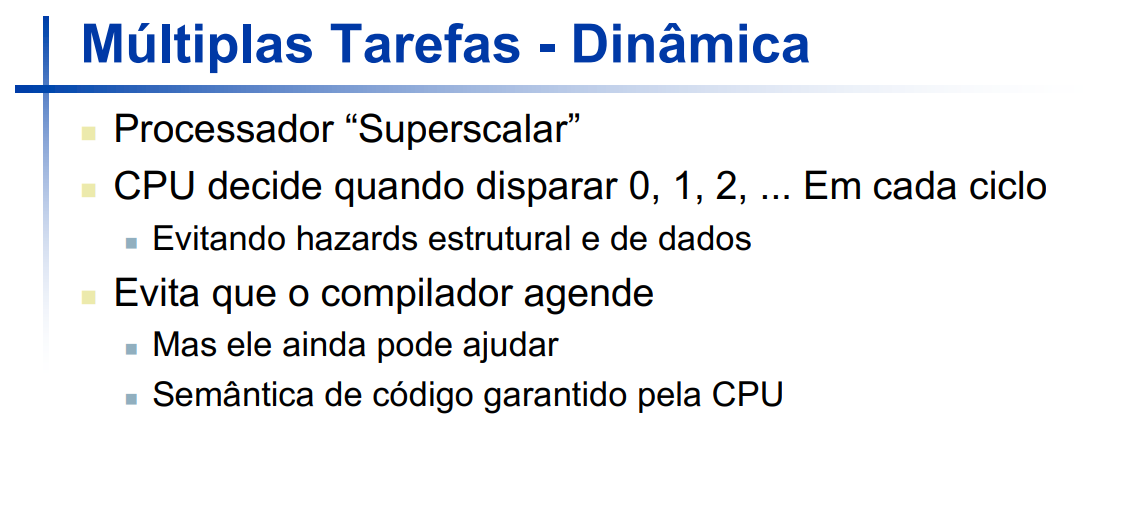 Múltiplas Tarefas - Dinâmica
Processador “Superscalar”
CPU decide quando disparar 0, 1, 2, ... Em cada ciclo
Evitando hazards estrutural e de dados
Evita que o compilador agende
Mas ele ainda pode ajudar
Semântica de código garantido pela CPU